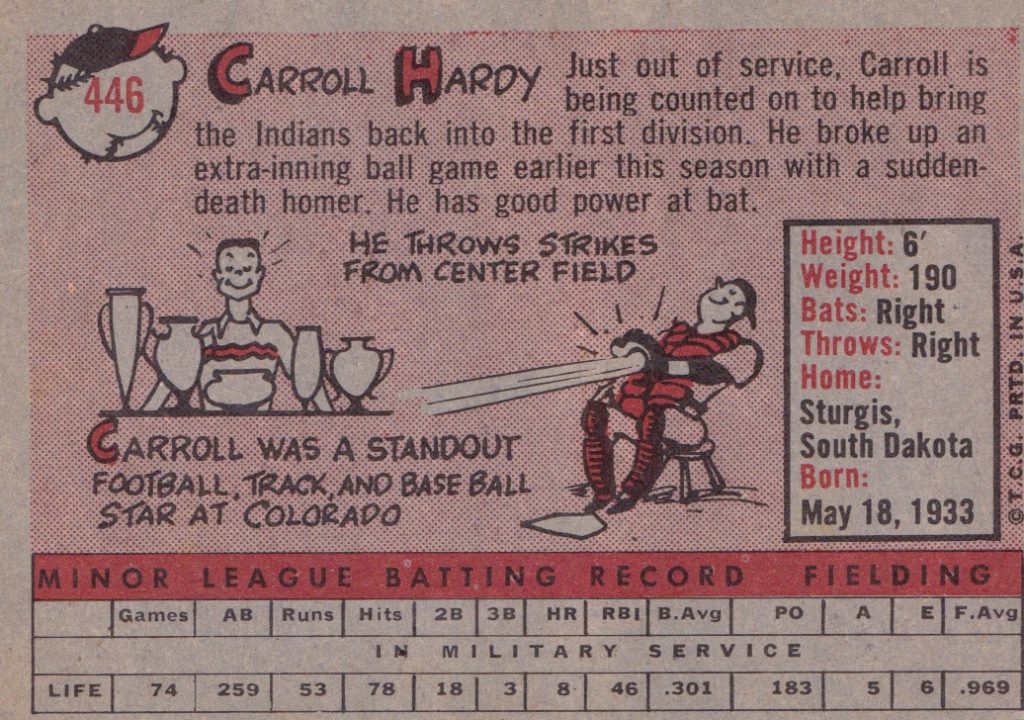 446
CARROLL HARDY
Just out of service, Carroll is
being counted on to help bring
the Indians back into the first division. He broke up an
extra-inning ball game earlier this season with a sudden-
death homer. He has good power at bat.
HE THROWS STRIKES
FROM CENTER FIELD
CARROLL WAS A STANDOUT
FOOTBALL, TRACK, AND BASEBALL
STAR AT COLORADO
Height: 6'
Weight: 190
Bats: Right
Throws: Right
Home:
Sturgis,
South Dakota
Born:
May 18, 1933
© T.C.G. PRTD. IN U.S.A.
MINOR LEAGUE BATTING RECORD FIELDING
Games AB Runs Hits 2B 3B HR RBI B.Avg PO A E F.Avg
IN MILITARY SERVICE
LIFE 74 259 53 78 18 3 8 46 .301 183 5 6 .969